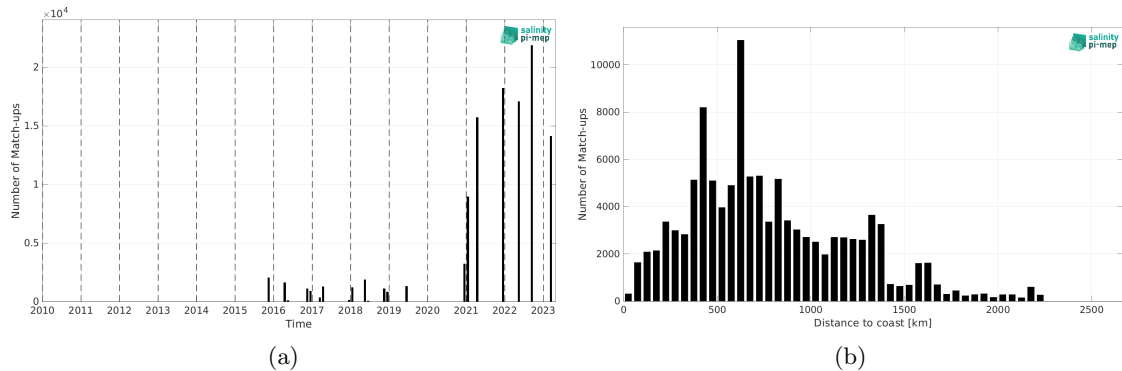 ×10⁴
salinity
pi-mep
2
1.5
1
0.5
0
Number of Match-ups
2010 2011 2012 2013 2014 2015 2016 2017 2018 2019 2020 2021 2022 2023
Time
(a)
salinity
pi-mep
10000
8000
6000
4000
2000
0
Number of Match-ups
0 500 1000 1500 2000 2500
Distance to coast [km]
(b)